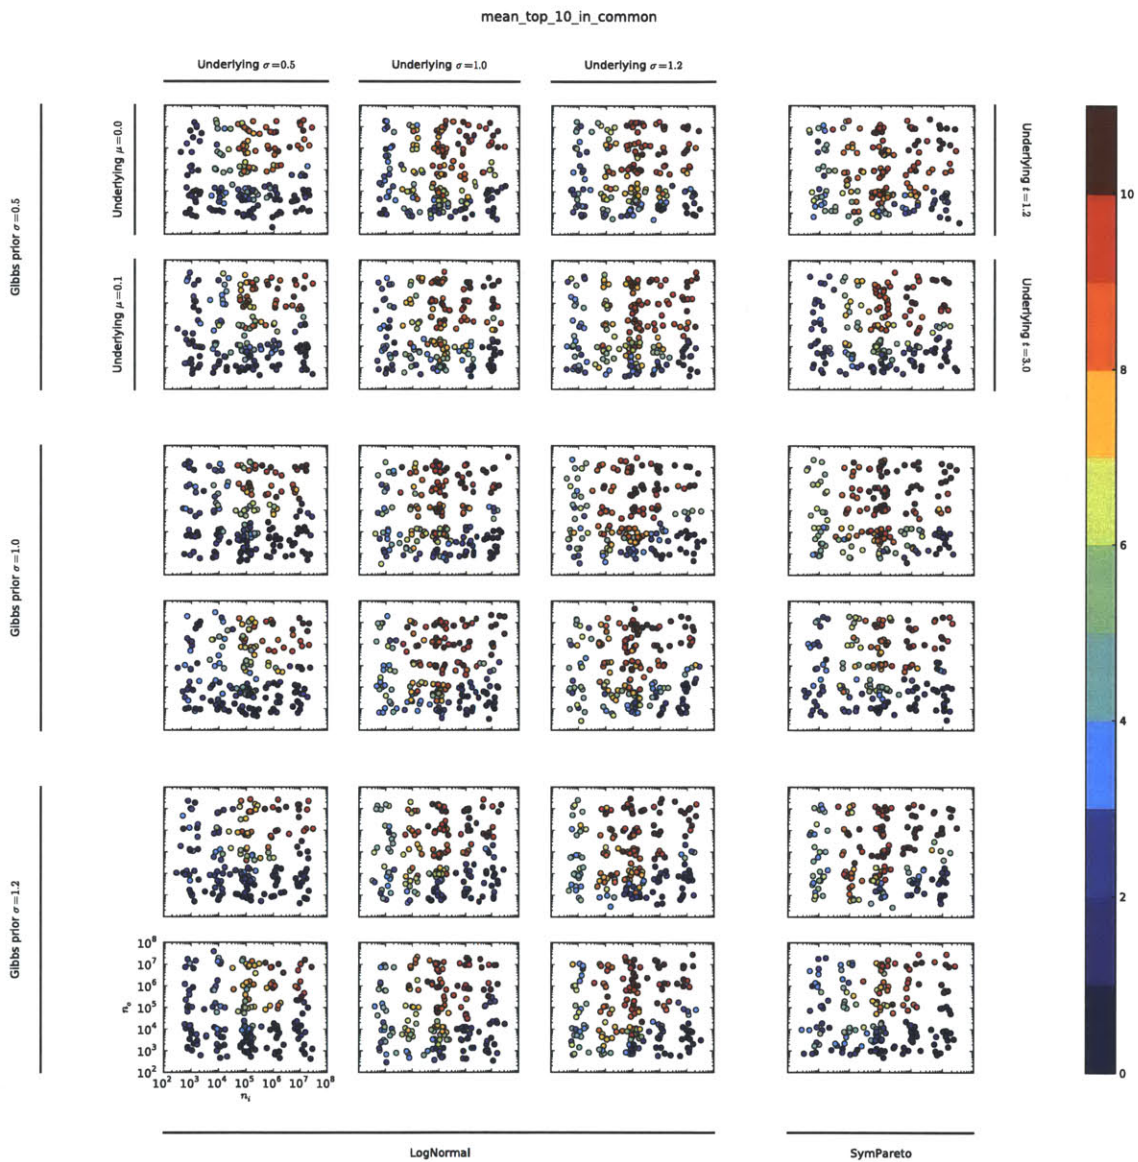 mean_top_10_in_common
Underlying σ=0.5
Underlying σ=1.0
Underlying σ=1.2
Gibbs prior σ=0.5
Underlying μ=0.0
Underlying t=1.2
Underlying μ=0.1
Underlying t=3.0
Gibbs prior σ=1.0
Gibbs prior σ=1.2
10
8
6
4
2
0
10⁸
10⁷
10⁶
10⁵
10⁴
10³
10²
10² 10³ 10⁴ 10⁵ 10⁶ 10⁷ 10⁸
LogNormal
SymPareto